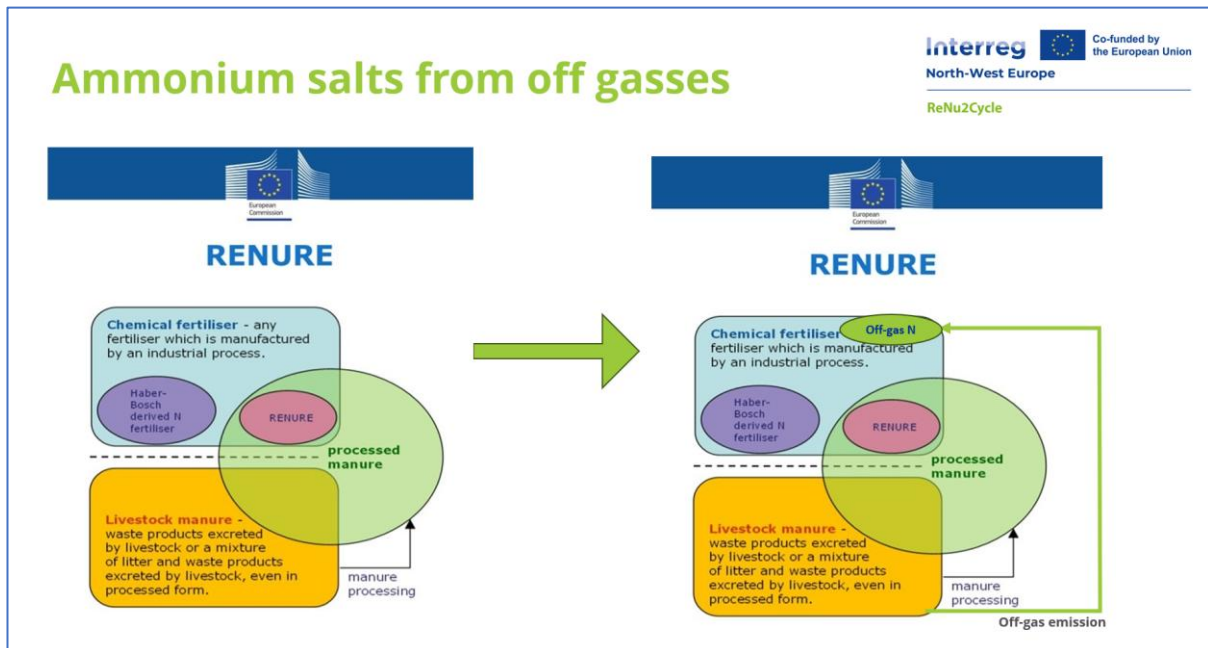 Ammonium salts from off gasses
Interreg
Co-funded by
the European Union
North-West Europe
ReNu2Cycle
European
Commission
RENURE
Chemical fertiliser - any
fertiliser which is manufactured
by an industrial process.
Haber-
Bosch
derived N
fertiliser
RENURE
processed
manure
Livestock manure -
waste products excreted
by livestock or a mixture
of litter and waste products
excreted by livestock, even in
processed form.
manure
processing
European
Commission
RENURE
Chemical fertiliser
Off-gas N
fertiliser which is manufactured
by an industrial process.
Haber-
Bosch
derived N
fertiliser
RENURE
processed
manure
Livestock manure -
waste products excreted
by livestock or a mixture
of litter and waste products
excreted by livestock, even in
processed form.
manure
processing
Off-gas emission